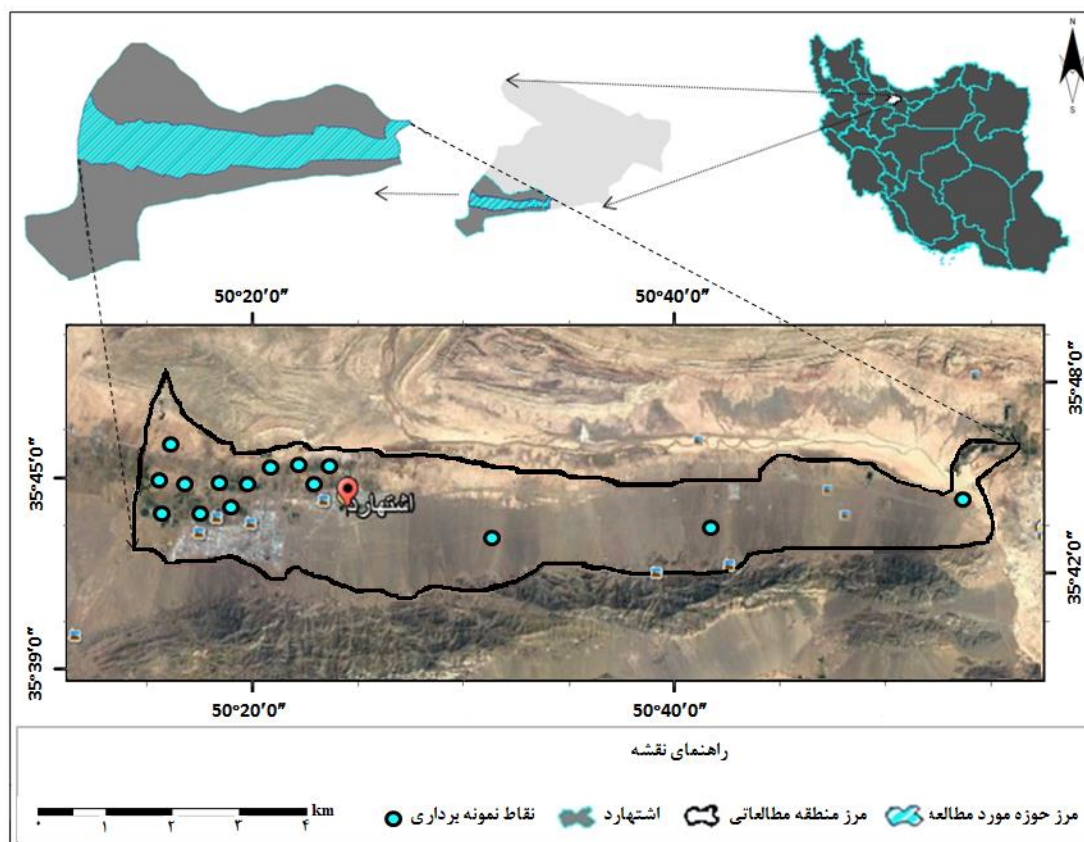 N
S
50°20'0"
50°40'0"
35°48'0"
35°45'0"
اشتهارد
35°42'0"
35°39'0"
50°20'0"
50°40'0"
راهنمای نقشه
مرز حوزه مورد مطالعه
مرز منطقه مطالعاتی
اشتهارد
نقاط نمونه برداری
km
۰ ۱ ۲ ۳ ۴